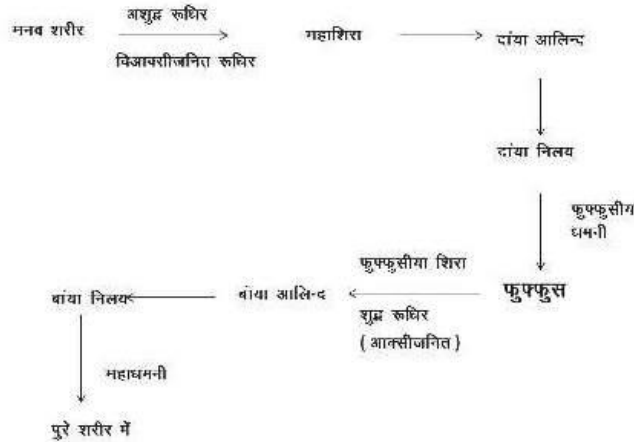 मनव शरीर
अशुद्ध रूधिर
विआक्सीजनित रूधिर
महाशिरा
दांया आलिन्द
दांया निलय
फुफ्फुसीय
धमनी
फुफ्फुस
फुफ्फुसीया शिरा
शुद्ध रूधिर
( आक्सीजनित )
बांया आलिन्द
बांया निलय
महाधमनी
पुरे शरीर में